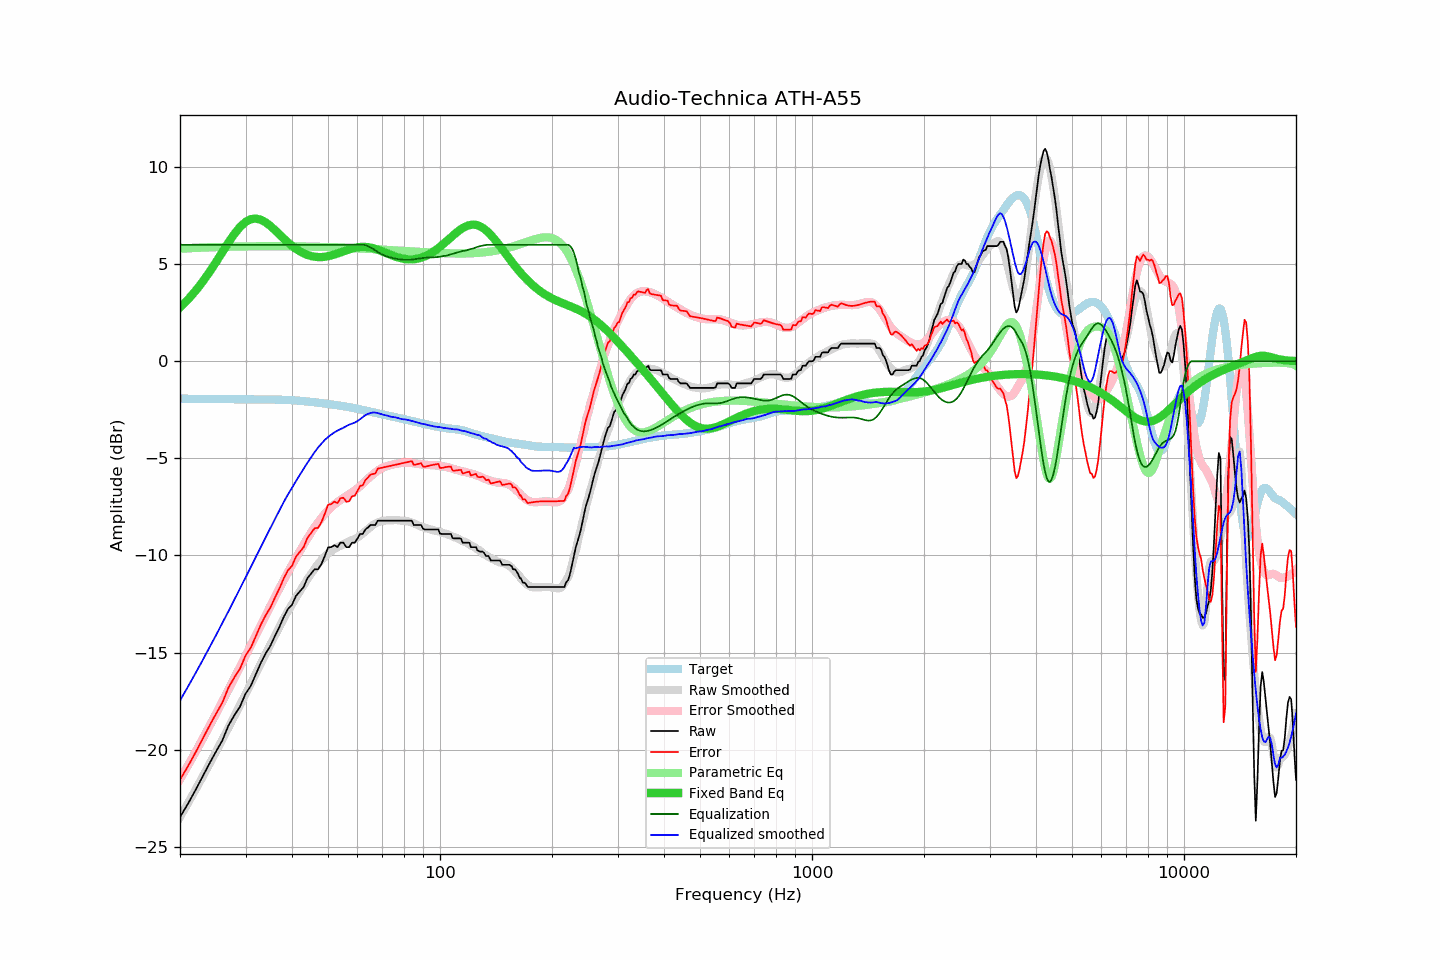 Audio-Technica ATH-A55
10
5
0
−5
−10
−15
−20
−25
Amplitude (dBr)
Target
Raw Smoothed
Error Smoothed
Raw
Error
Parametric Eq
Fixed Band Eq
Equalization
Equalized smoothed
100 1000 10000
Frequency (Hz)